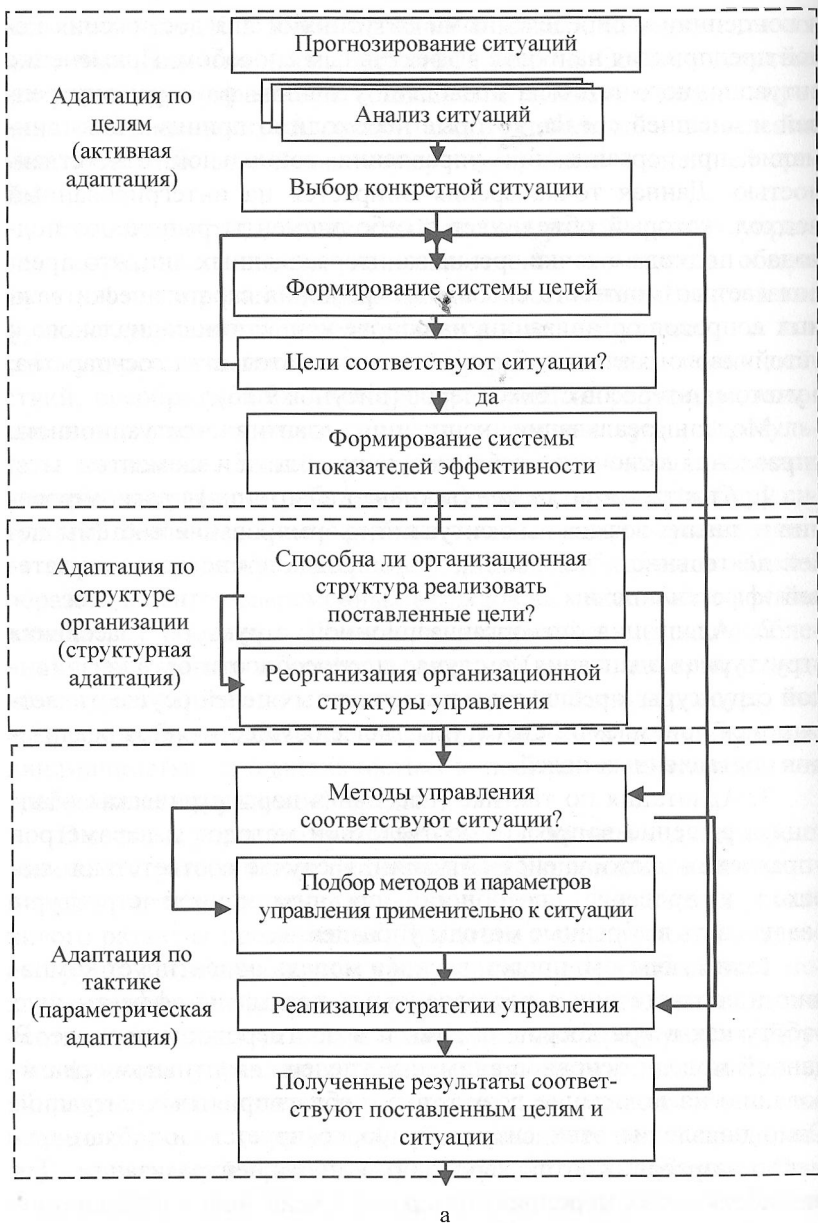 Прогнозирование ситуаций
Анализ ситуаций
Адаптация по
целям
(активная
адаптация)
Выбор конкретной ситуации
Формирование системы целей
Цели соответствуют ситуации?
да
Формирование системы
показателей эффективности
Адаптация по
структуре
организации
(структурная
адаптация)
Способна ли организационная
структура реализовать
поставленные цели?
Реорганизация организационной
структуры управления
Методы управления
соответствуют ситуации?
Подбор методов и параметров
управления применительно к ситуации
Адаптация по
тактике
(параметрическая
адаптация)
Реализация стратегии управления
Полученные результаты соответ-
ствуют поставленным целям и
ситуации
а